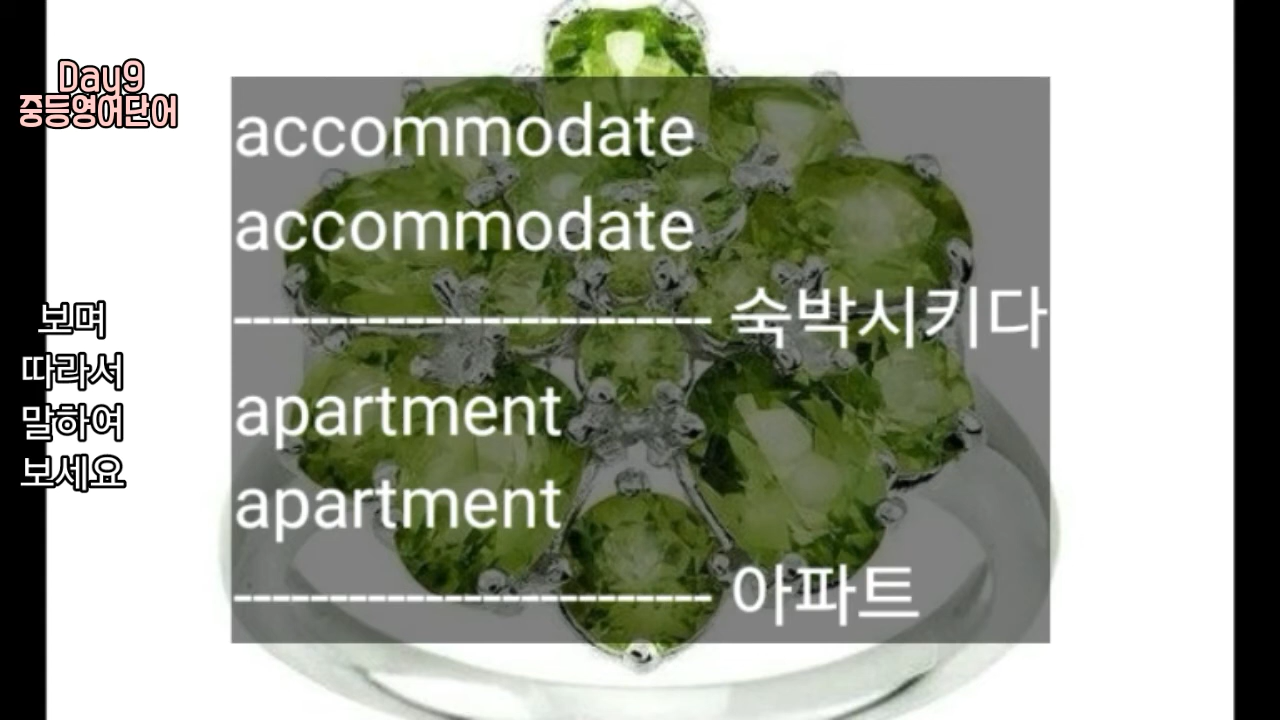 Day9
중등영어단어
보며
따라서
말하여
보세요
accommodate
accommodate
------------------------- 숙박시키다
apartment
apartment
------------------------- 아파트